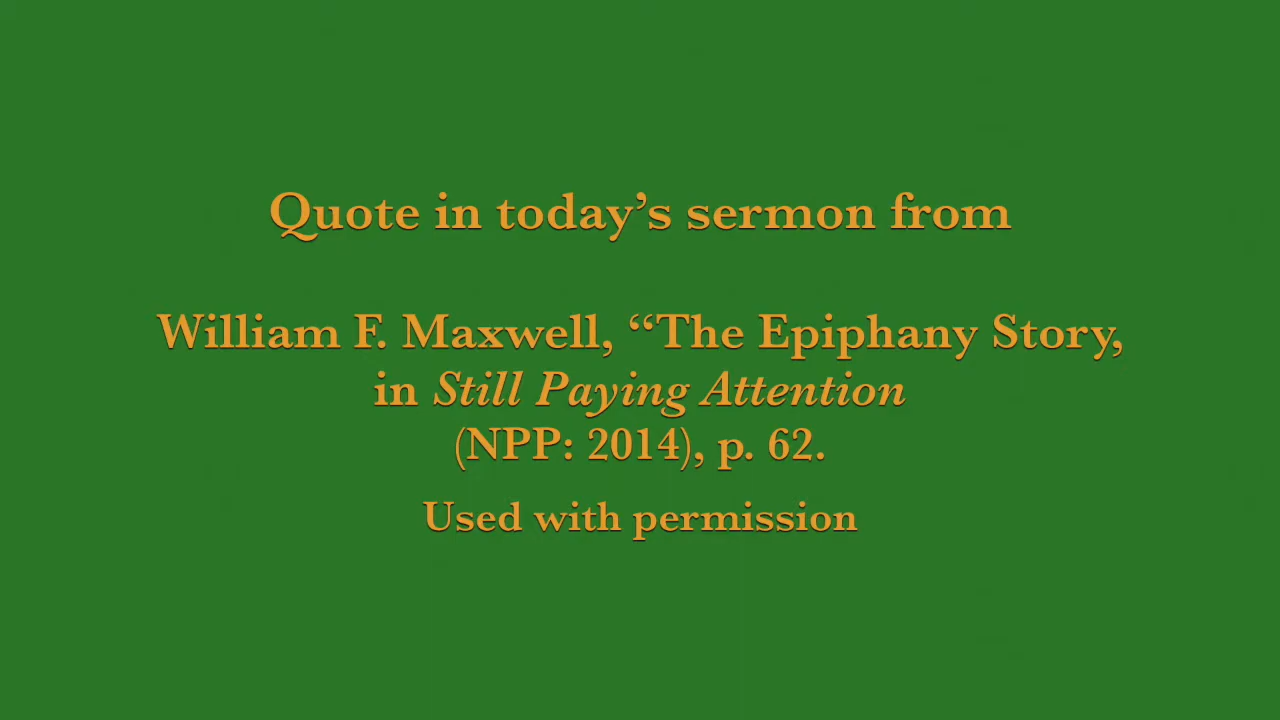 Quote in today’s sermon from
William F. Maxwell, “The Epiphany Story,
in Still Paying Attention
(NPP: 2014), p. 62.
Used with permission